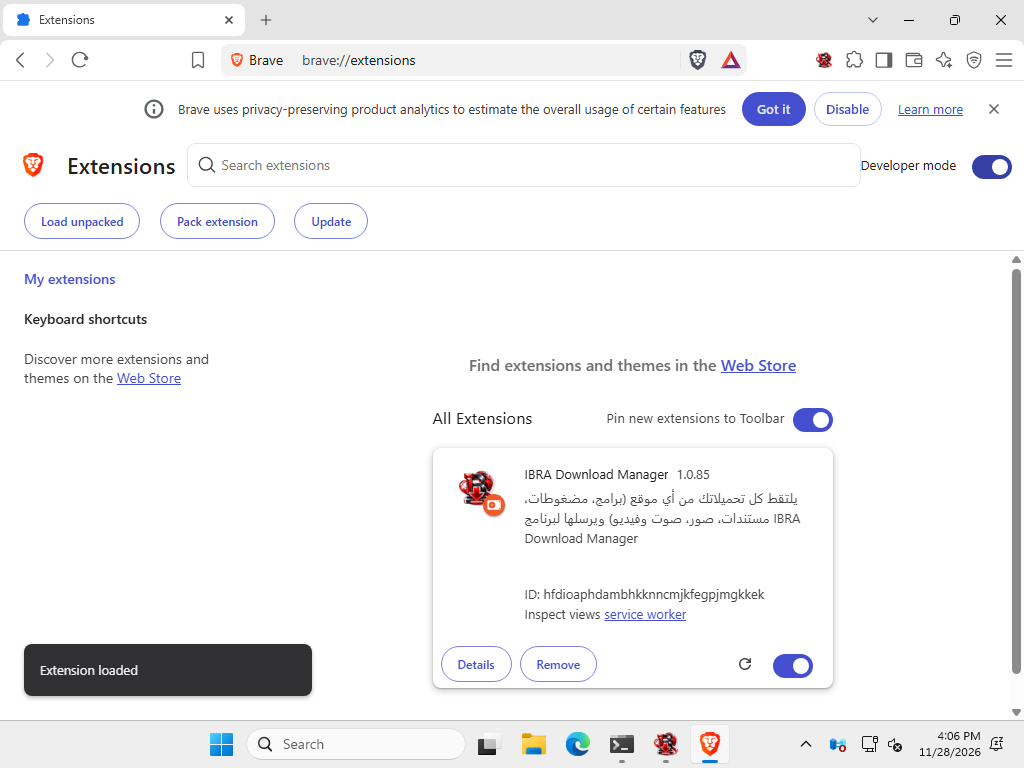 Extensions
Brave
brave://extensions
Brave uses privacy-preserving product analytics to estimate the overall usage of certain features
Got it
Disable
Learn more
Extensions
Search extensions
Developer mode
Load unpacked
Pack extension
Update
My extensions
Keyboard shortcuts
Discover more extensions and
themes on the Web Store
Find extensions and themes in the Web Store
All Extensions
Pin new extensions to Toolbar
IBRA Download Manager 1.0.85
يلتقط كل تحميلاتك من أي موقع (برامج، مضغوطات،
مستندات، صور، صوت وفيديو) ويرسلها لبرنامج IBRA
Download Manager
ID: hfdioaphdambhkknncmjkfegpjmgkkek
Inspect views service worker
Details
Remove
Extension loaded
Search
4:06 PM
11/28/2026